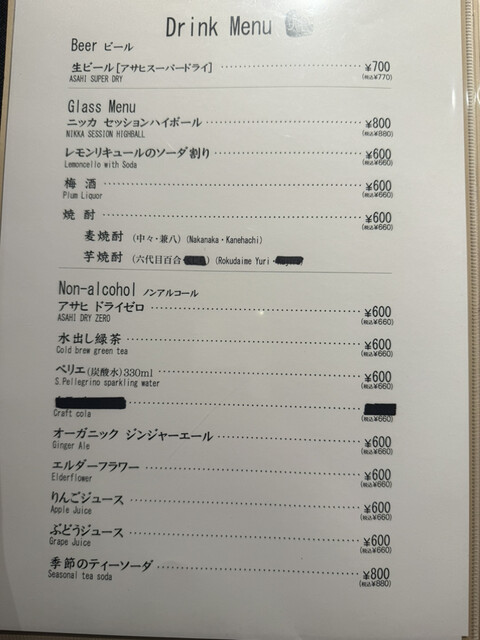 Drink Menu
Beer ビール
生ビール[アサヒスーパードライ] ¥700
ASAHI SUPER DRY (税込¥770)
Glass Menu
ニッカ セッションハイボール ¥800
NIKKA SESSION HIGHBALL (税込¥880)
レモンリキュールのソーダ割り ¥600
Lemoncello with Soda (税込¥660)
梅 酒 ¥600
Plum Liquor (税込¥660)
焼 酎 ¥600
(税込¥660)
麦焼酎 (中々・兼八) (Nakanaka・Kanehachi)
芋焼酎 (六代目百合 ) (Rokudaime Yuri )
Non-alcohol ノンアルコール
アサヒ ドライゼロ ¥600
ASAHI DRY ZERO (税込¥660)
水出し緑茶 ¥600
Cold brew green tea (税込¥660)
ペリエ(炭酸水)330ml ¥600
S.Pellegrino sparkling water (税込¥660)
Craft cola (税込¥660)
オーガニック ジンジャーエール ¥600
Ginger Ale (税込¥660)
エルダーフラワー ¥600
Elderflower (税込¥660)
りんごジュース ¥600
Apple Juice (税込¥660)
ぶどうジュース ¥600
Grape Juice (税込¥660)
季節のティーソーダ ¥800
Seasonal tea soda (税込¥880)